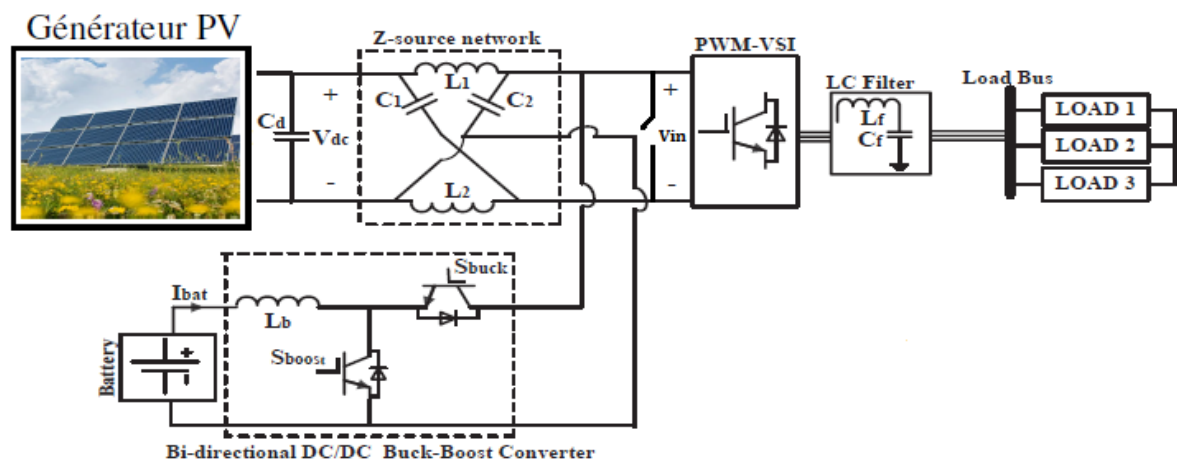 Générateur PV
Z-source network
PWM-VSI
LC Filter
Load Bus
L1
C1
C2
Cd
+
Vdc
-
L2
+
Vin
-
Lf
Cf
LOAD 1
LOAD 2
LOAD 3
Sbuck
Ibat
Lb
Sboost
Battery
+
Bi-directional DC/DC Buck-Boost Converter